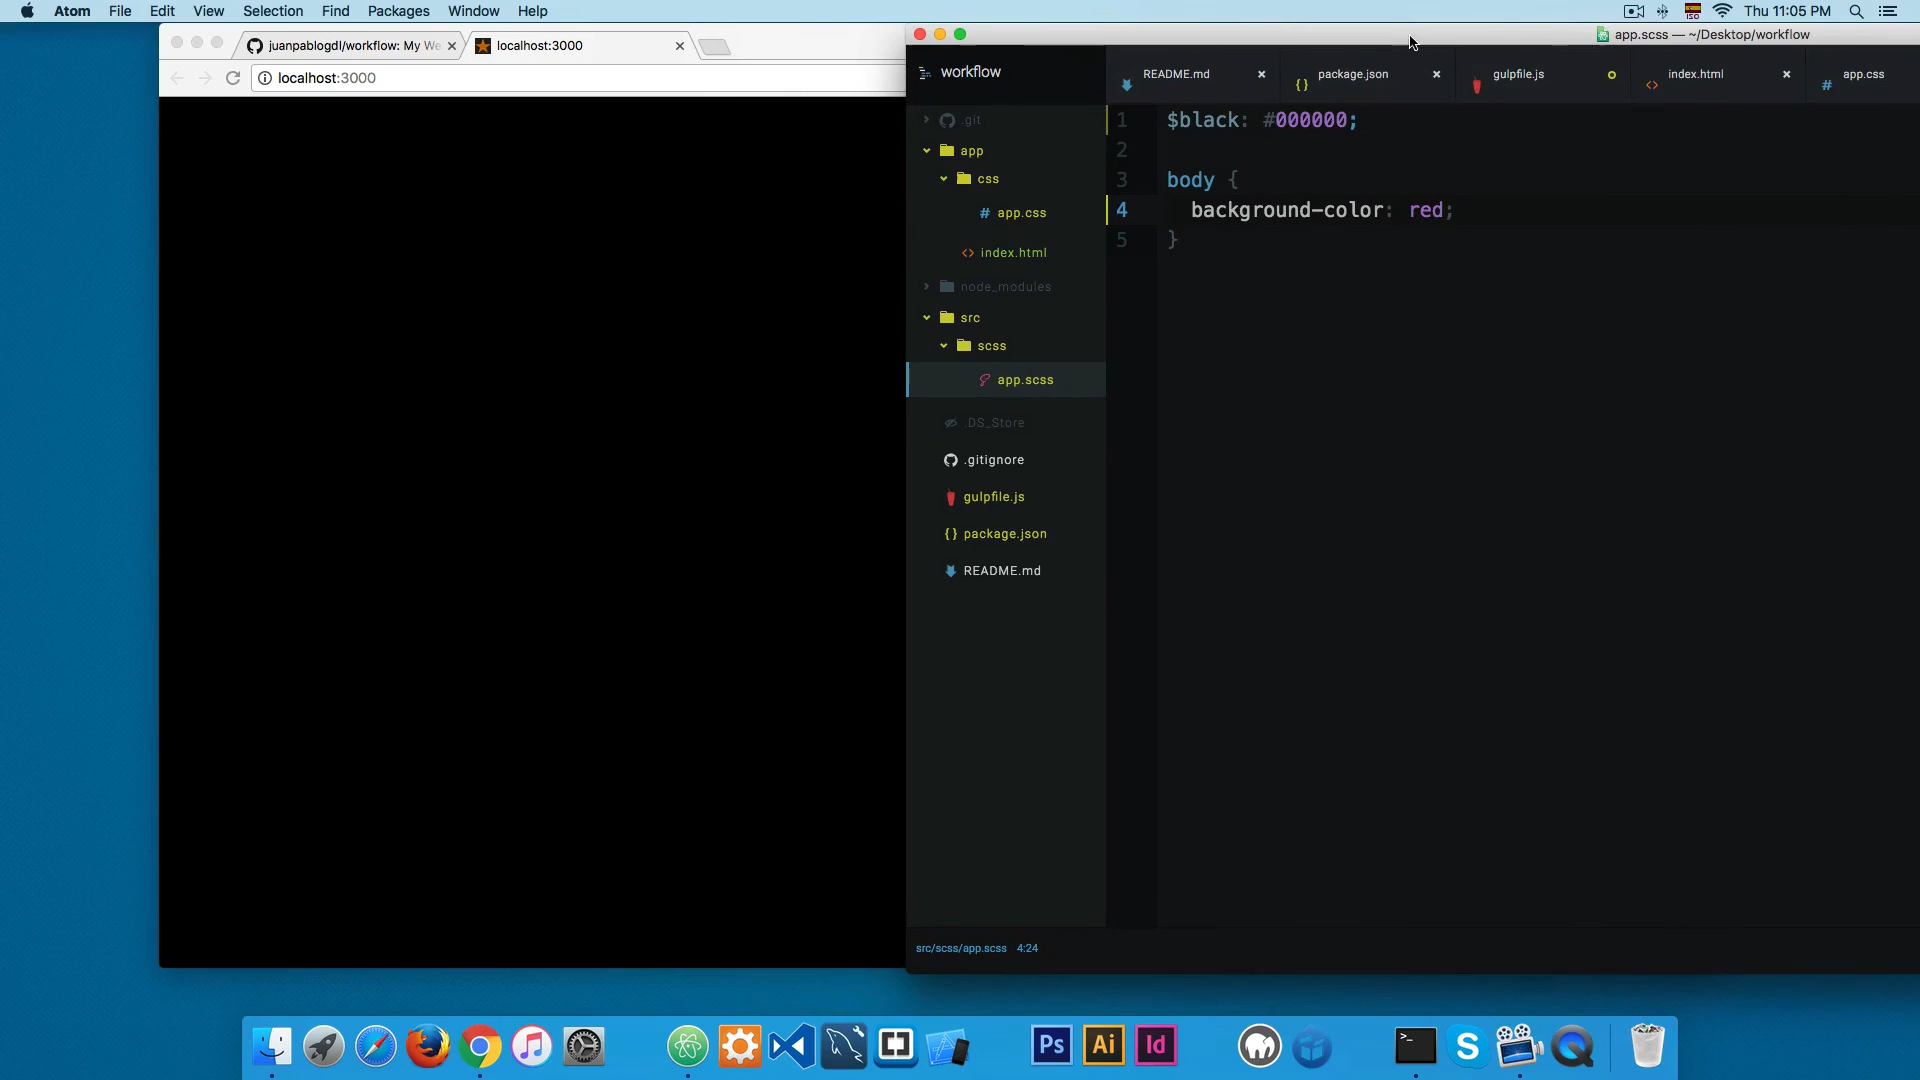 Atom File Edit View Selection Find Packages Window Help
ISO
Thu 11:05 PM
juanpablogdl/workflow: My We
localhost:3000
localhost:3000
app.scss — ~/Desktop/workflow
workflow
.git
app
css
# app.css
<> index.html
node_modules
src
scss
app.scss
.DS_Store
.gitignore
gulpfile.js
{} package.json
README.md
README.md
{} package.json
gulpfile.js
<> index.html
# app.css
1 $black: #000000;
2
3 body {
4 background-color: red;
5 }
src/scss/app.scss 4:24
Ps
Ai
Id
>_
S